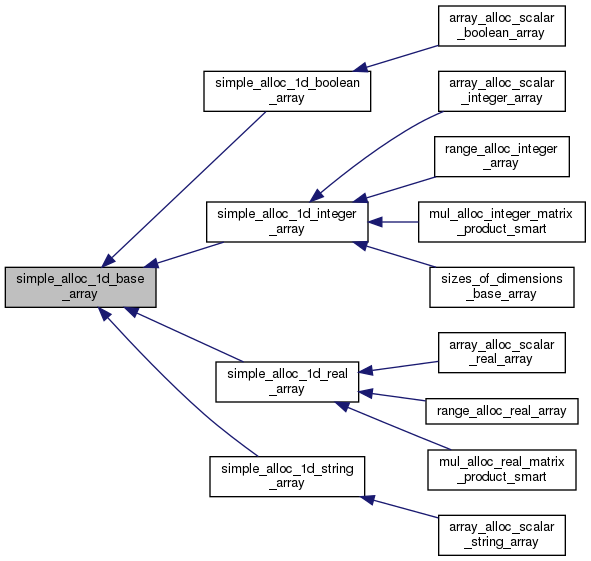 array_alloc_scalar
_boolean_array
simple_alloc_1d_boolean
_array
array_alloc_scalar
_integer_array
range_alloc_integer
_array
simple_alloc_1d_integer
_array
mul_alloc_integer_matrix
_product_smart
sizes_of_dimensions
_base_array
simple_alloc_1d_base
_array
array_alloc_scalar
_real_array
simple_alloc_1d_real
_array
range_alloc_real_array
mul_alloc_real_matrix
_product_smart
simple_alloc_1d_string
_array
array_alloc_scalar
_string_array